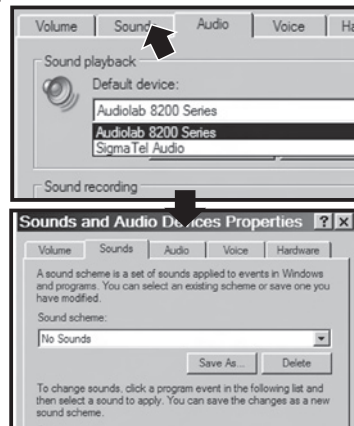 Volume Sounds Audio Voice Ha
Sound playback
Default device:
Audiolab 8200 Series
Audiolab 8200 Series
SigmaTel Audio
Sound recording
Sounds and Audio Devices Properties ? ×
Volume Sounds Audio Voice Hardware
A sound scheme is a set of sounds applied to events in Windows
and programs. You can select an existing scheme or save one you
have modified.
Sound scheme:
No Sounds
Save As... Delete
To change sounds, click a program event in the following list and
then select a sound to apply. You can save the changes as a new
sound scheme.